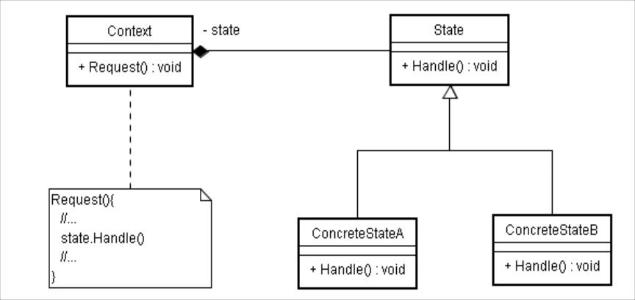 Context
- state
State
+ Request() : void
+ Handle() : void
Request(){
//...
state.Handle()
//...
}
ConcreteStateA
+ Handle() : void
ConcreteStateB
+ Handle() : void